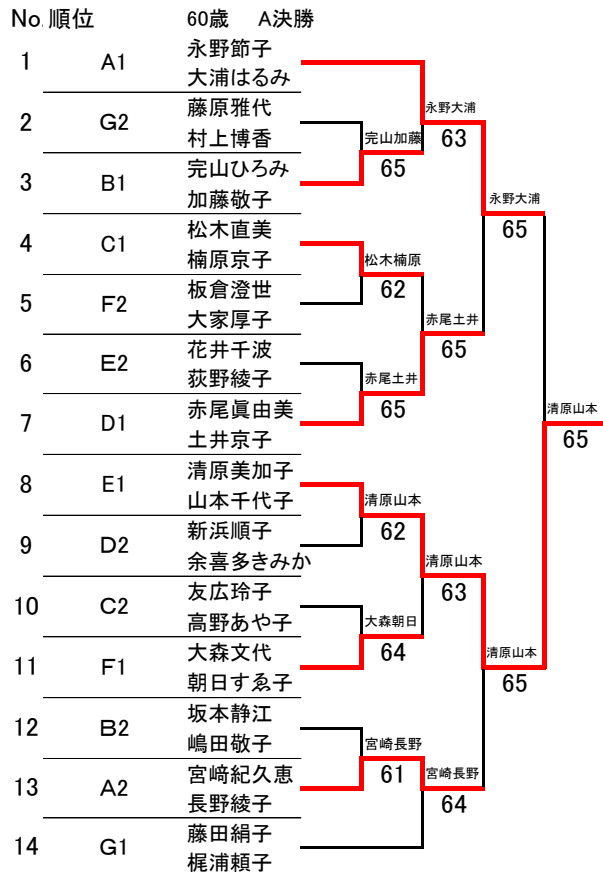 No. 順位 60歳 A決勝
1 A1 永野節子
大浦はるみ
2 G2 藤原雅代
村上博香
3 B1 完山ひろみ
加藤敬子
4 C1 松木直美
楠原京子
5 F2 板倉澄世
大家厚子
6 E2 花井千波
荻野綾子
7 D1 赤尾眞由美
土井京子
8 E1 清原美加子
山本千代子
9 D2 新浜順子
余喜多きみか
10 C2 友広玲子
高野あや子
11 F1 大森文代
朝日すゑ子
12 B2 坂本静江
嶋田敬子
13 A2 宮﨑紀久恵
長野綾子
14 G1 藤田絹子
梶浦頼子
完山加藤
65
松木楠原
62
赤尾土井
65
清原山本
62
大森朝日
64
宮崎長野
61
永野大浦
63
赤尾土井
65
清原山本
63
宮崎長野
64
永野大浦
65
清原山本
65
清原山本
65